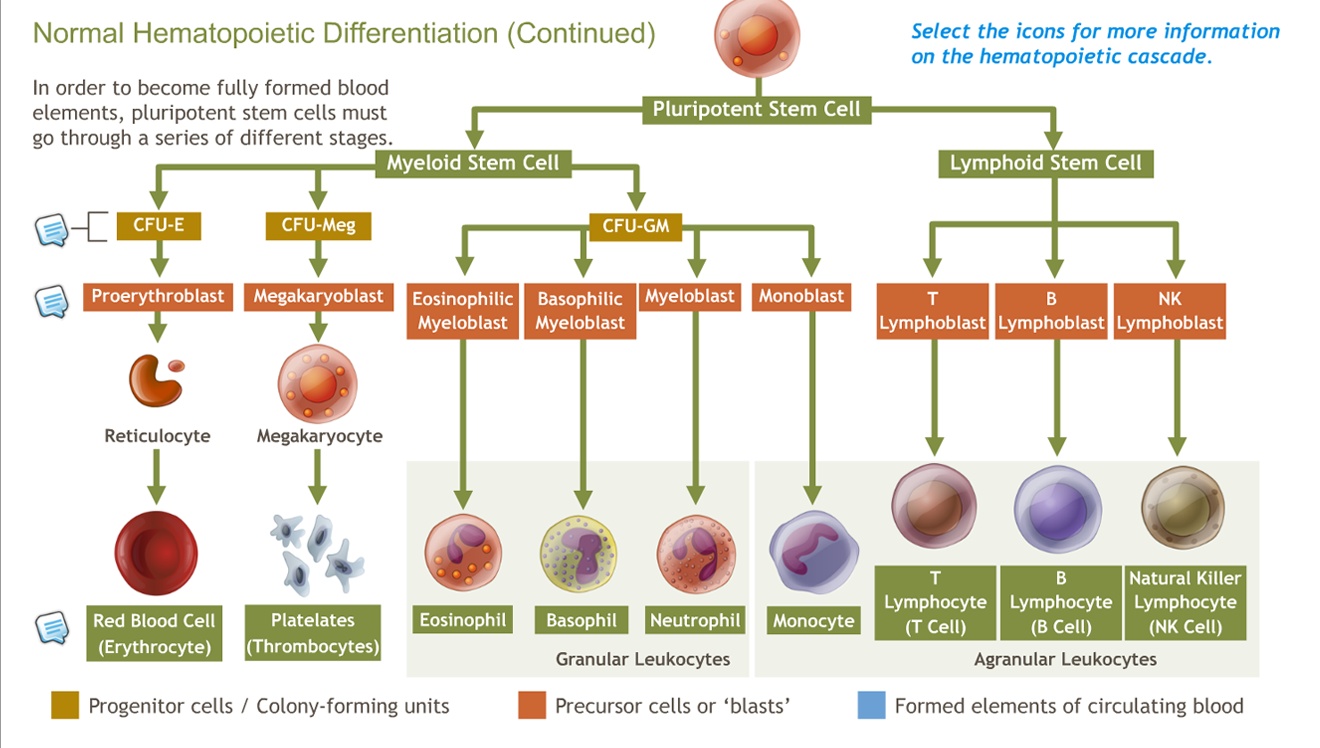 Normal Hematopoietic Differentiation (Continued)
Select the icons for more information
on the hematopoietic cascade.
In order to become fully formed blood
elements, pluripotent stem cells must
go through a series of different stages.
Pluripotent Stem Cell
Myeloid Stem Cell
Lymphoid Stem Cell
CFU-E
CFU-Meg
CFU-GM
Proerythroblast
Megakaryoblast
Eosinophilic
Myeloblast
Basophilic
Myeloblast
Myeloblast
Monoblast
T
Lymphoblast
B
Lymphoblast
NK
Lymphoblast
Reticulocyte
Megakaryocyte
Red Blood Cell
(Erythrocyte)
Platelets
(Thrombocytes)
Eosinophil
Basophil
Neutrophil
Monocyte
T
Lymphocyte
(T Cell)
B
Lymphocyte
(B Cell)
Natural Killer
Lymphocyte
(NK Cell)
Granular Leukocytes
Agranular Leukocytes
Progenitor cells / Colony-forming units
Precursor cells or ‘blasts’
Formed elements of circulating blood